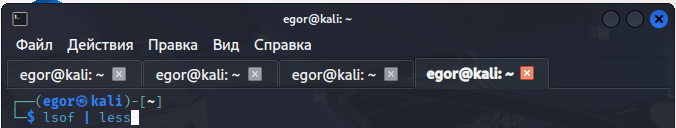 egor@kali: ~
Файл Действия Правка Вид Справка
egor@kali: ~ egor@kali: ~ egor@kali: ~ egor@kali: ~
┌──(egor㉿kali)-[~]
└─$ lsof | less